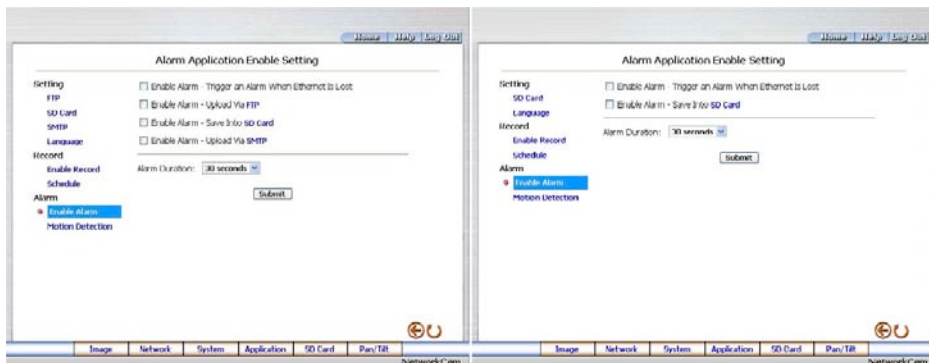 Home Help Log Out
Alarm Application Enable Setting
Setting
FTP
SD Card
SMTP
Language
Record
Enable Record
Schedule
Alarm
Enable Alarm
Motion Detection
Enable Alarm - Trigger an Alarm When Ethernet Is Lost
Enable Alarm - Upload Via FTP
Enable Alarm - Save Into SD Card
Enable Alarm - Upload Via SMTP
Alarm Duration: 30 seconds
Submit
Image Network System Application SD Card Pan/Tilt
NetworkCam
Home Help Log Out
Alarm Application Enable Setting
Setting
SD Card
Language
Record
Enable Record
Schedule
Alarm
Enable Alarm
Motion Detection
Enable Alarm - Trigger an Alarm When Ethernet Is Lost
Enable Alarm - Save Into SD Card
Alarm Duration: 30 seconds
Submit
Image Network System Application SD Card Pan/Tilt
NetworkCam